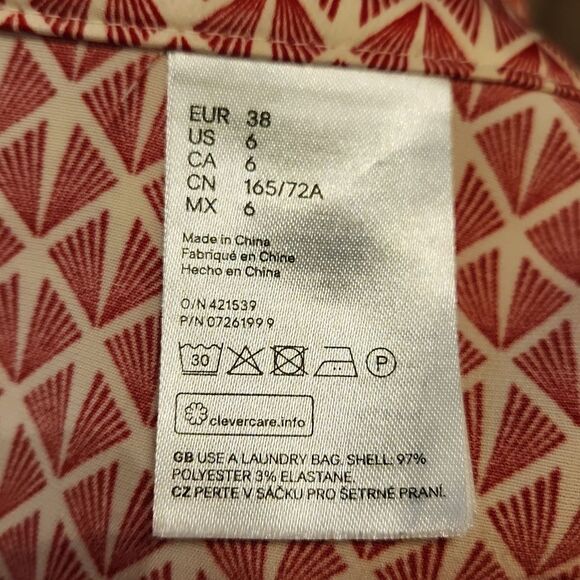 EUR 38
US 6
CA 6
CN 165/72A
MX 6
Made in China
Fabriqué en Chine
Hecho en China
O/N 421539
P/N 0726199 9
30 P
clevercare.info
GB USE A LAUNDRY BAG. SHELL: 97%
POLYESTER 3% ELASTANE.
CZ PERTE V SÁČKU PRO ŠETRNÉ PRANÍ.